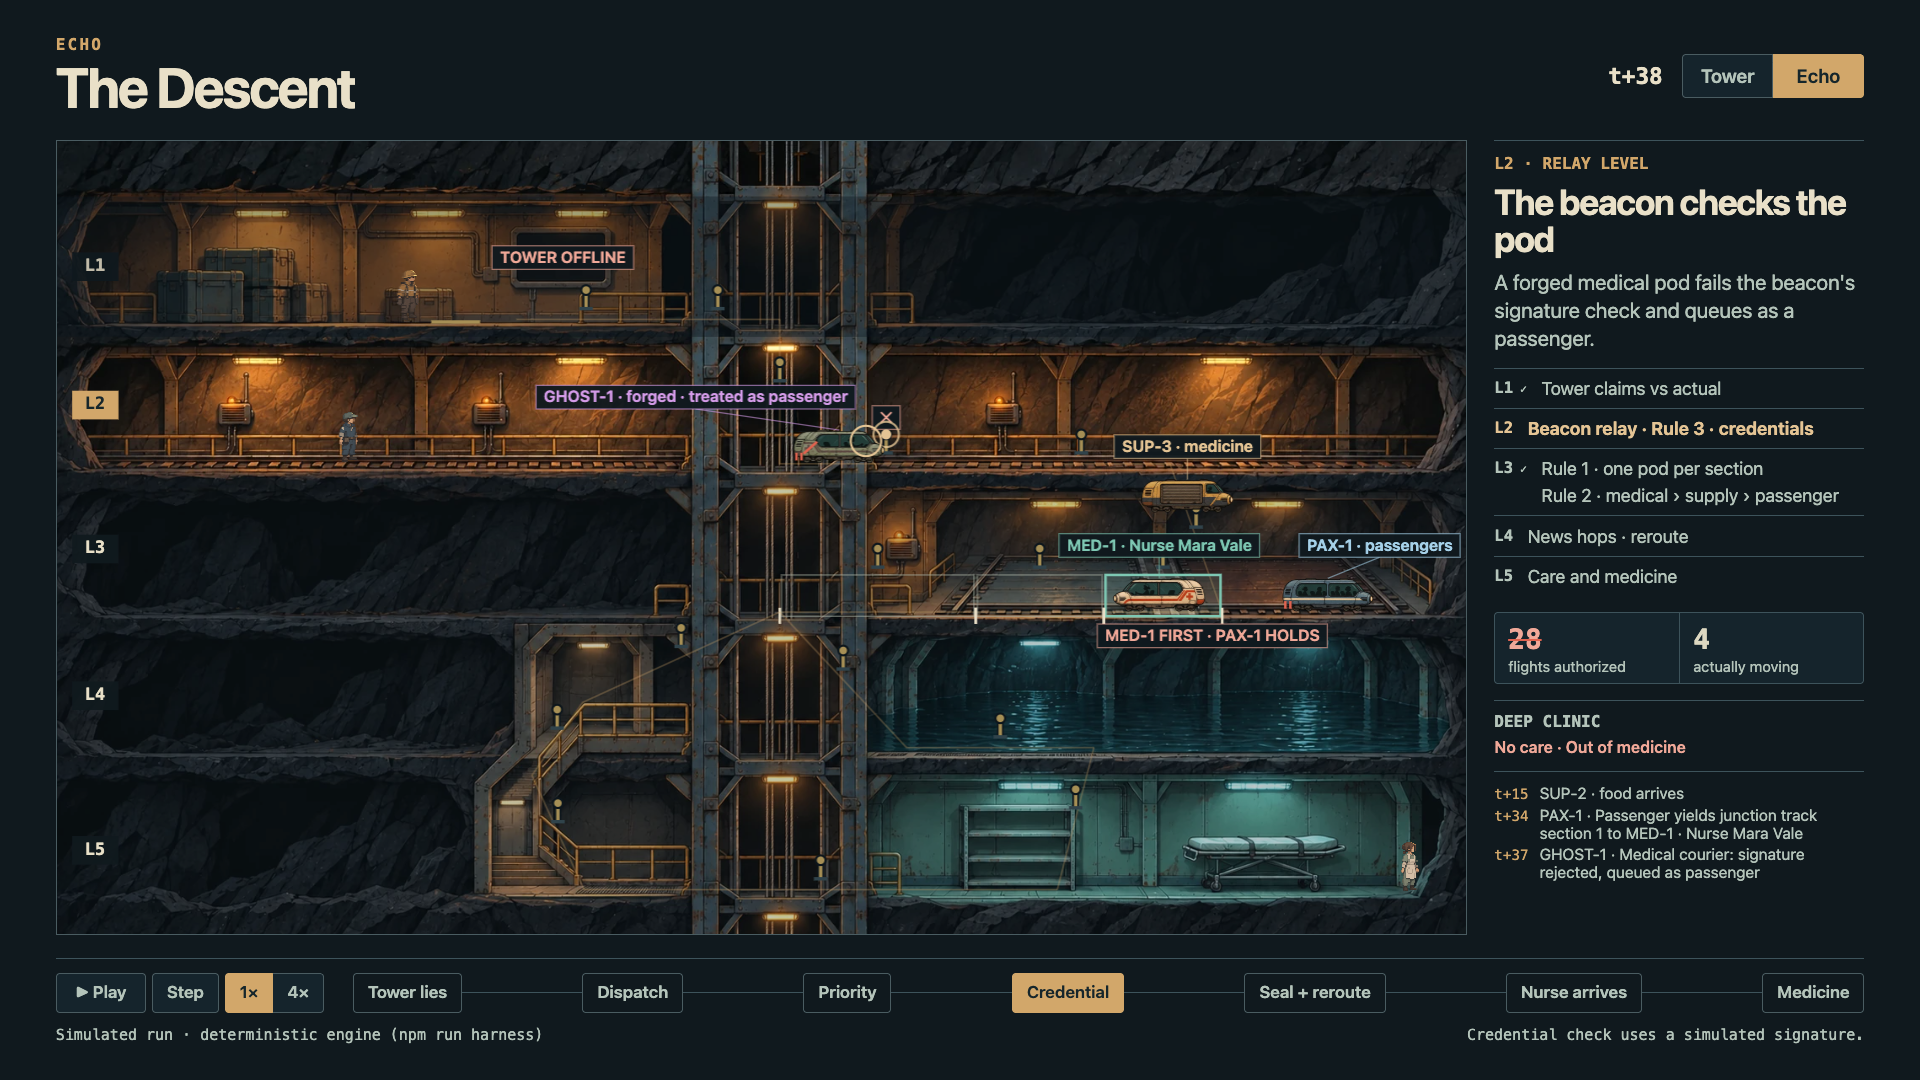 ECHO
The Descent
t+38
Tower
Echo
L1
TOWER OFFLINE
L2
GHOST-1 · forged · treated as passenger
SUP-3 · medicine
L3
MED-1 · Nurse Mara Vale
PAX-1 · passengers
MED-1 FIRST · PAX-1 HOLDS
L4
L5
L2 · RELAY LEVEL
The beacon checks the
pod
A forged medical pod fails the beacon's
signature check and queues as a
passenger.
L1 ✓ Tower claims vs actual
L2 Beacon relay · Rule 3 · credentials
L3 ✓ Rule 1 · one pod per section
Rule 2 · medical › supply › passenger
L4 News hops · reroute
L5 Care and medicine
28
flights authorized
4
actually moving
DEEP CLINIC
No care · Out of medicine
t+15 SUP-2 · food arrives
t+34 PAX-1 · Passenger yields junction track
section 1 to MED-1 · Nurse Mara Vale
t+37 GHOST-1 · Medical courier: signature
rejected, queued as passenger
▶ Play
Step
1×
4×
Tower lies
Dispatch
Priority
Credential
Seal + reroute
Nurse arrives
Medicine
Simulated run · deterministic engine (npm run harness)
Credential check uses a simulated signature.